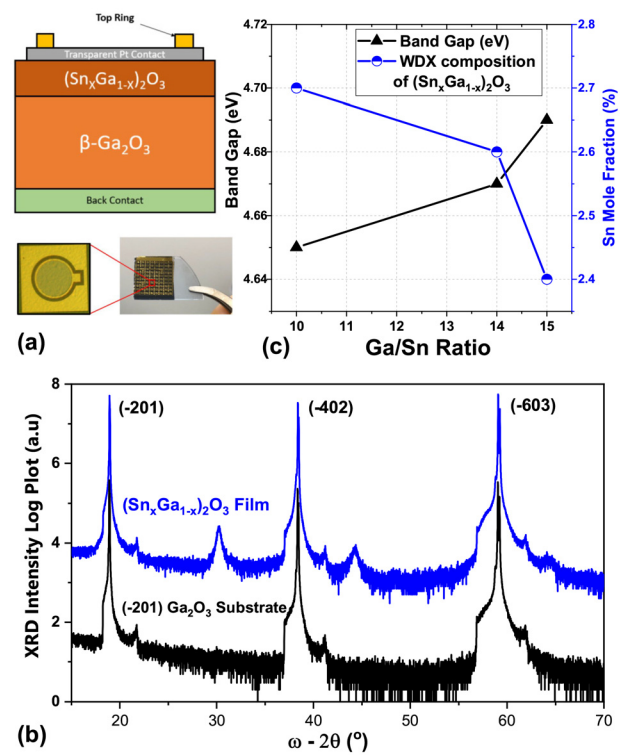 Top Ring
Transparent Pt Contact
(SnₓGa₁₋ₓ)₂O₃
β-Ga₂O₃
Back Contact
(a)
4.72
4.70
4.68
4.66
4.64
Band Gap (eV)
Band Gap (eV)
WDX composition
of (SnₓGa₁₋ₓ)₂O₃
2.8
2.7
2.6
2.5
2.4
Sn Mole Fraction (%)
10 11 12 13 14 15
Ga/Sn Ratio
(c)
8
6
4
2
0
XRD Intensity Log Plot (a.u)
(-201)
(-402)
(-603)
(SnₓGa₁₋ₓ)₂O₃ Film
(-201) Ga₂O₃ Substrate
20 30 40 50 60 70
ω - 2θ (º)
(b)